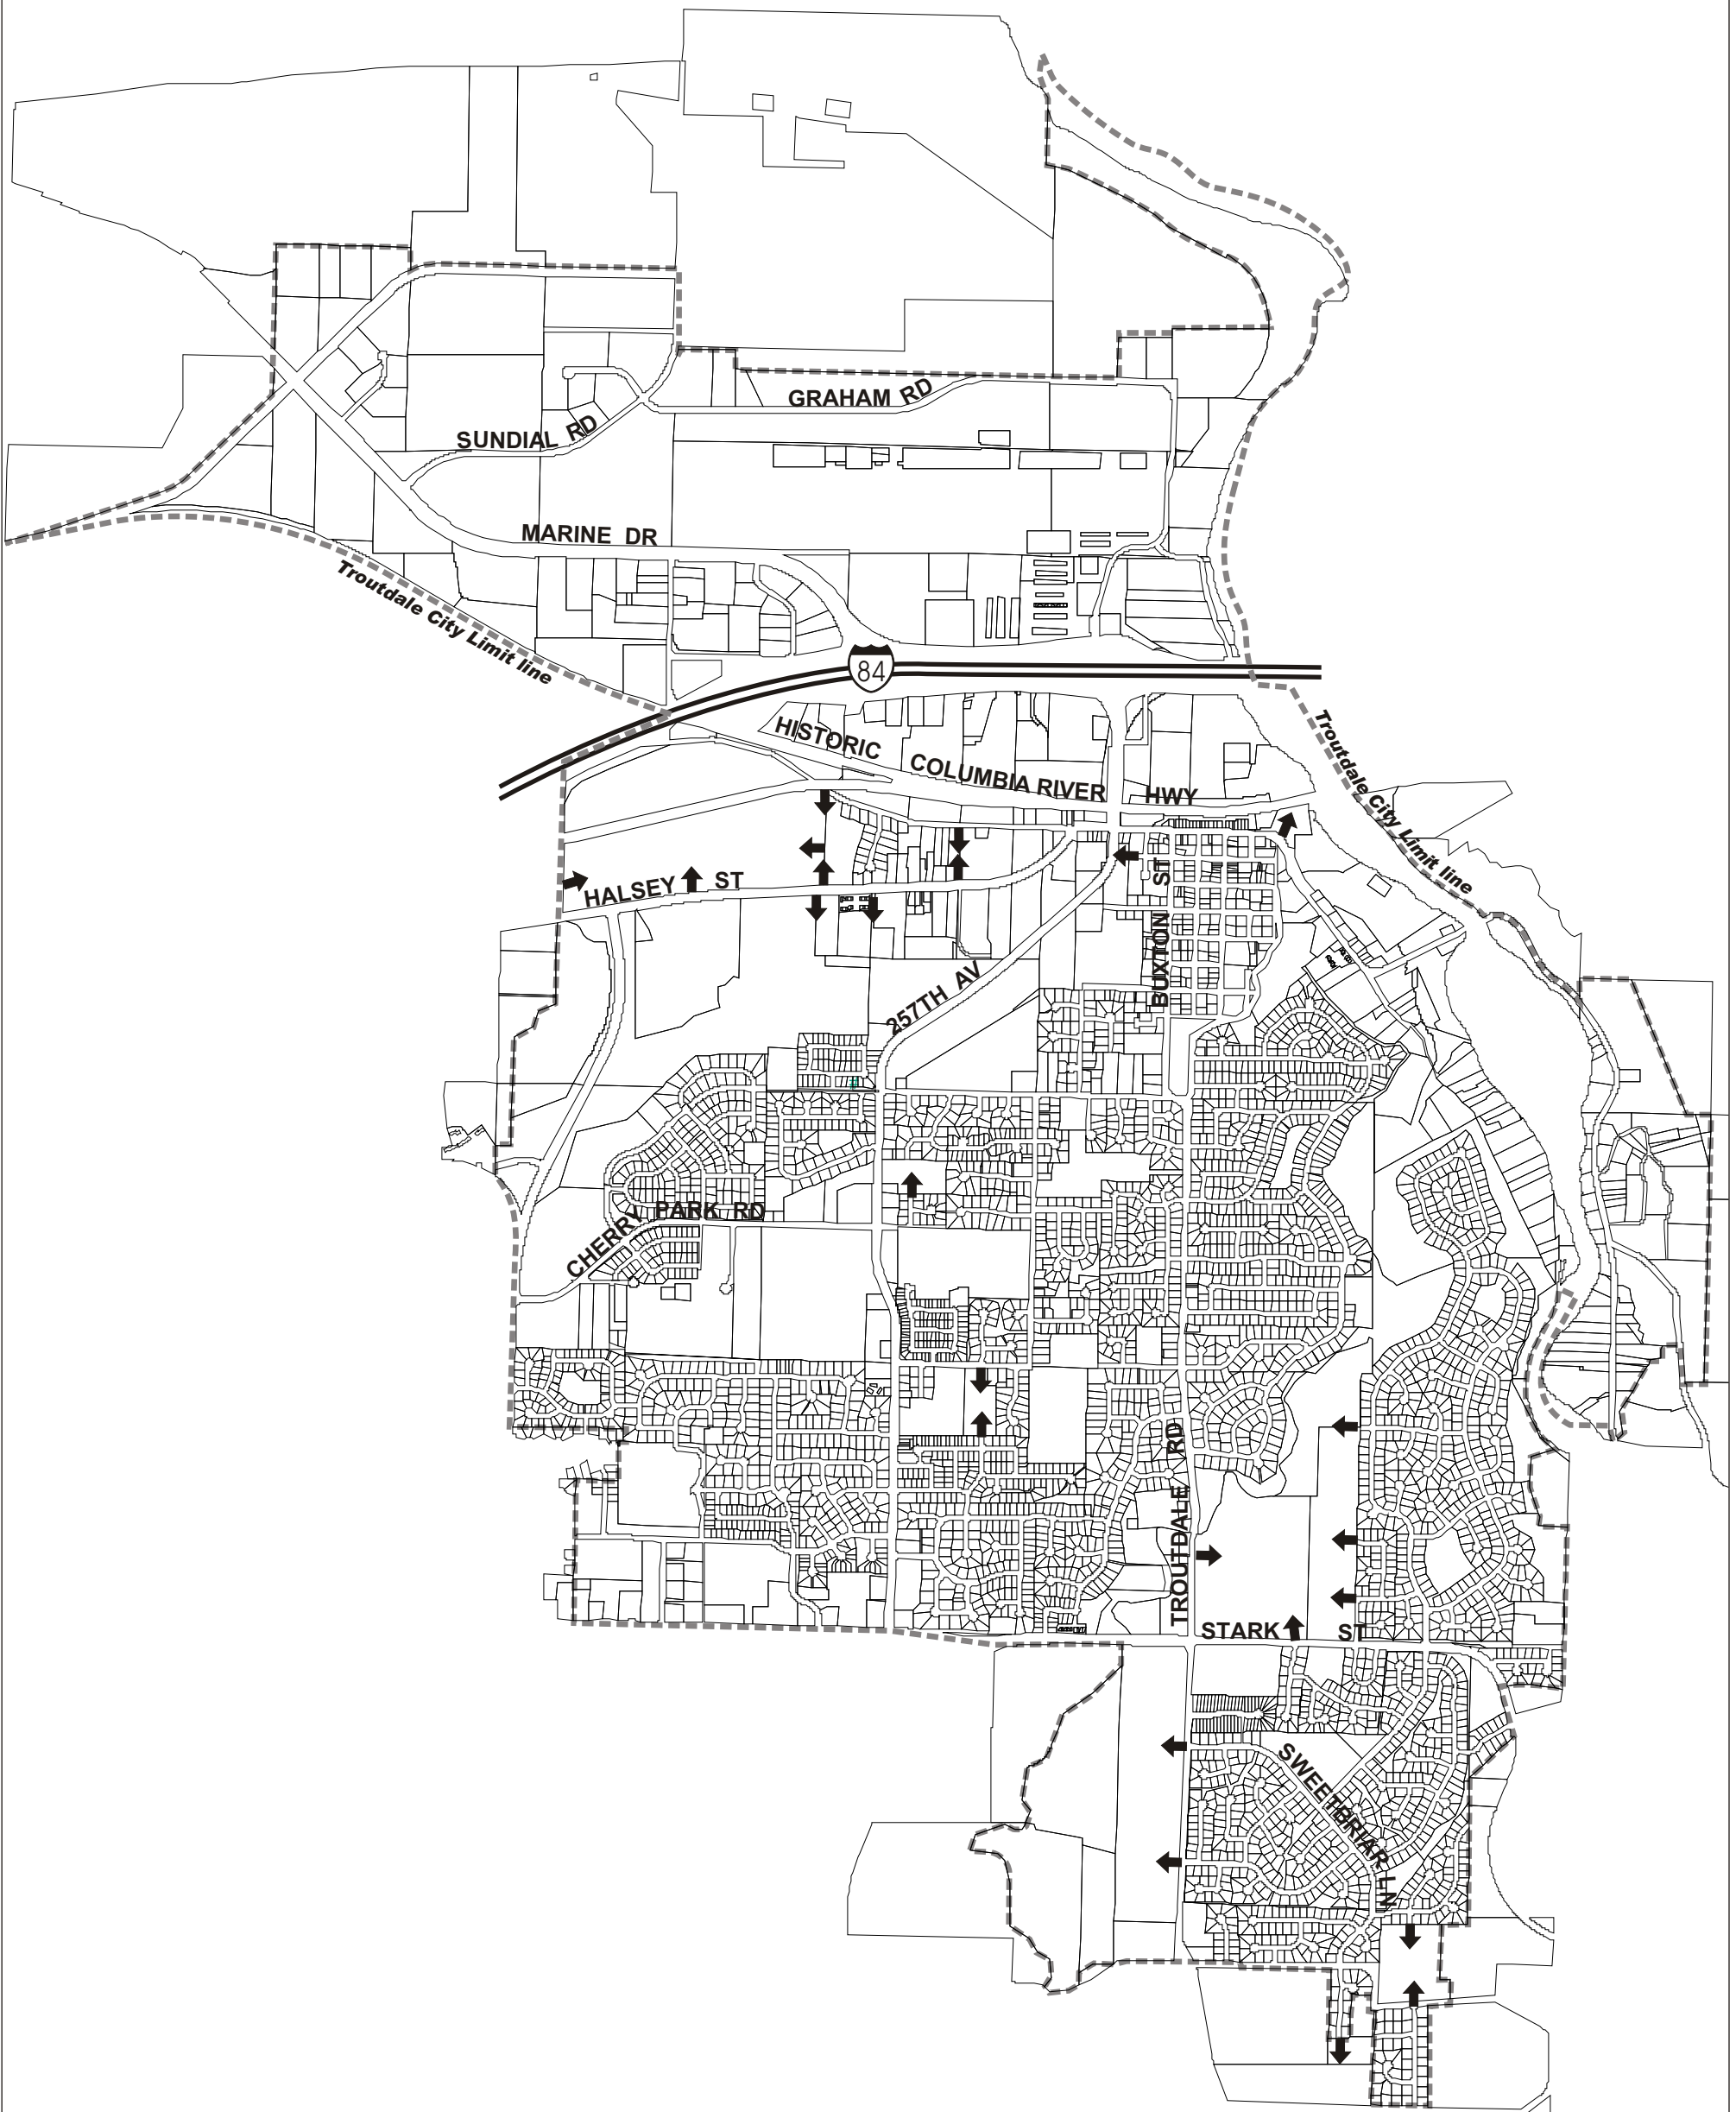 GRAHAM RD
SUNDIAL RD
MARINE DR
Troutdale City Limit line
84
HISTORIC COLUMBIA RIVER HWY
Troutdale City Limit line
HALSEY ST
BUXTON ST
257TH AV
CHERRY PARK RD
TROUTDALE RD
STARK ST
SWEETBRIAR LN